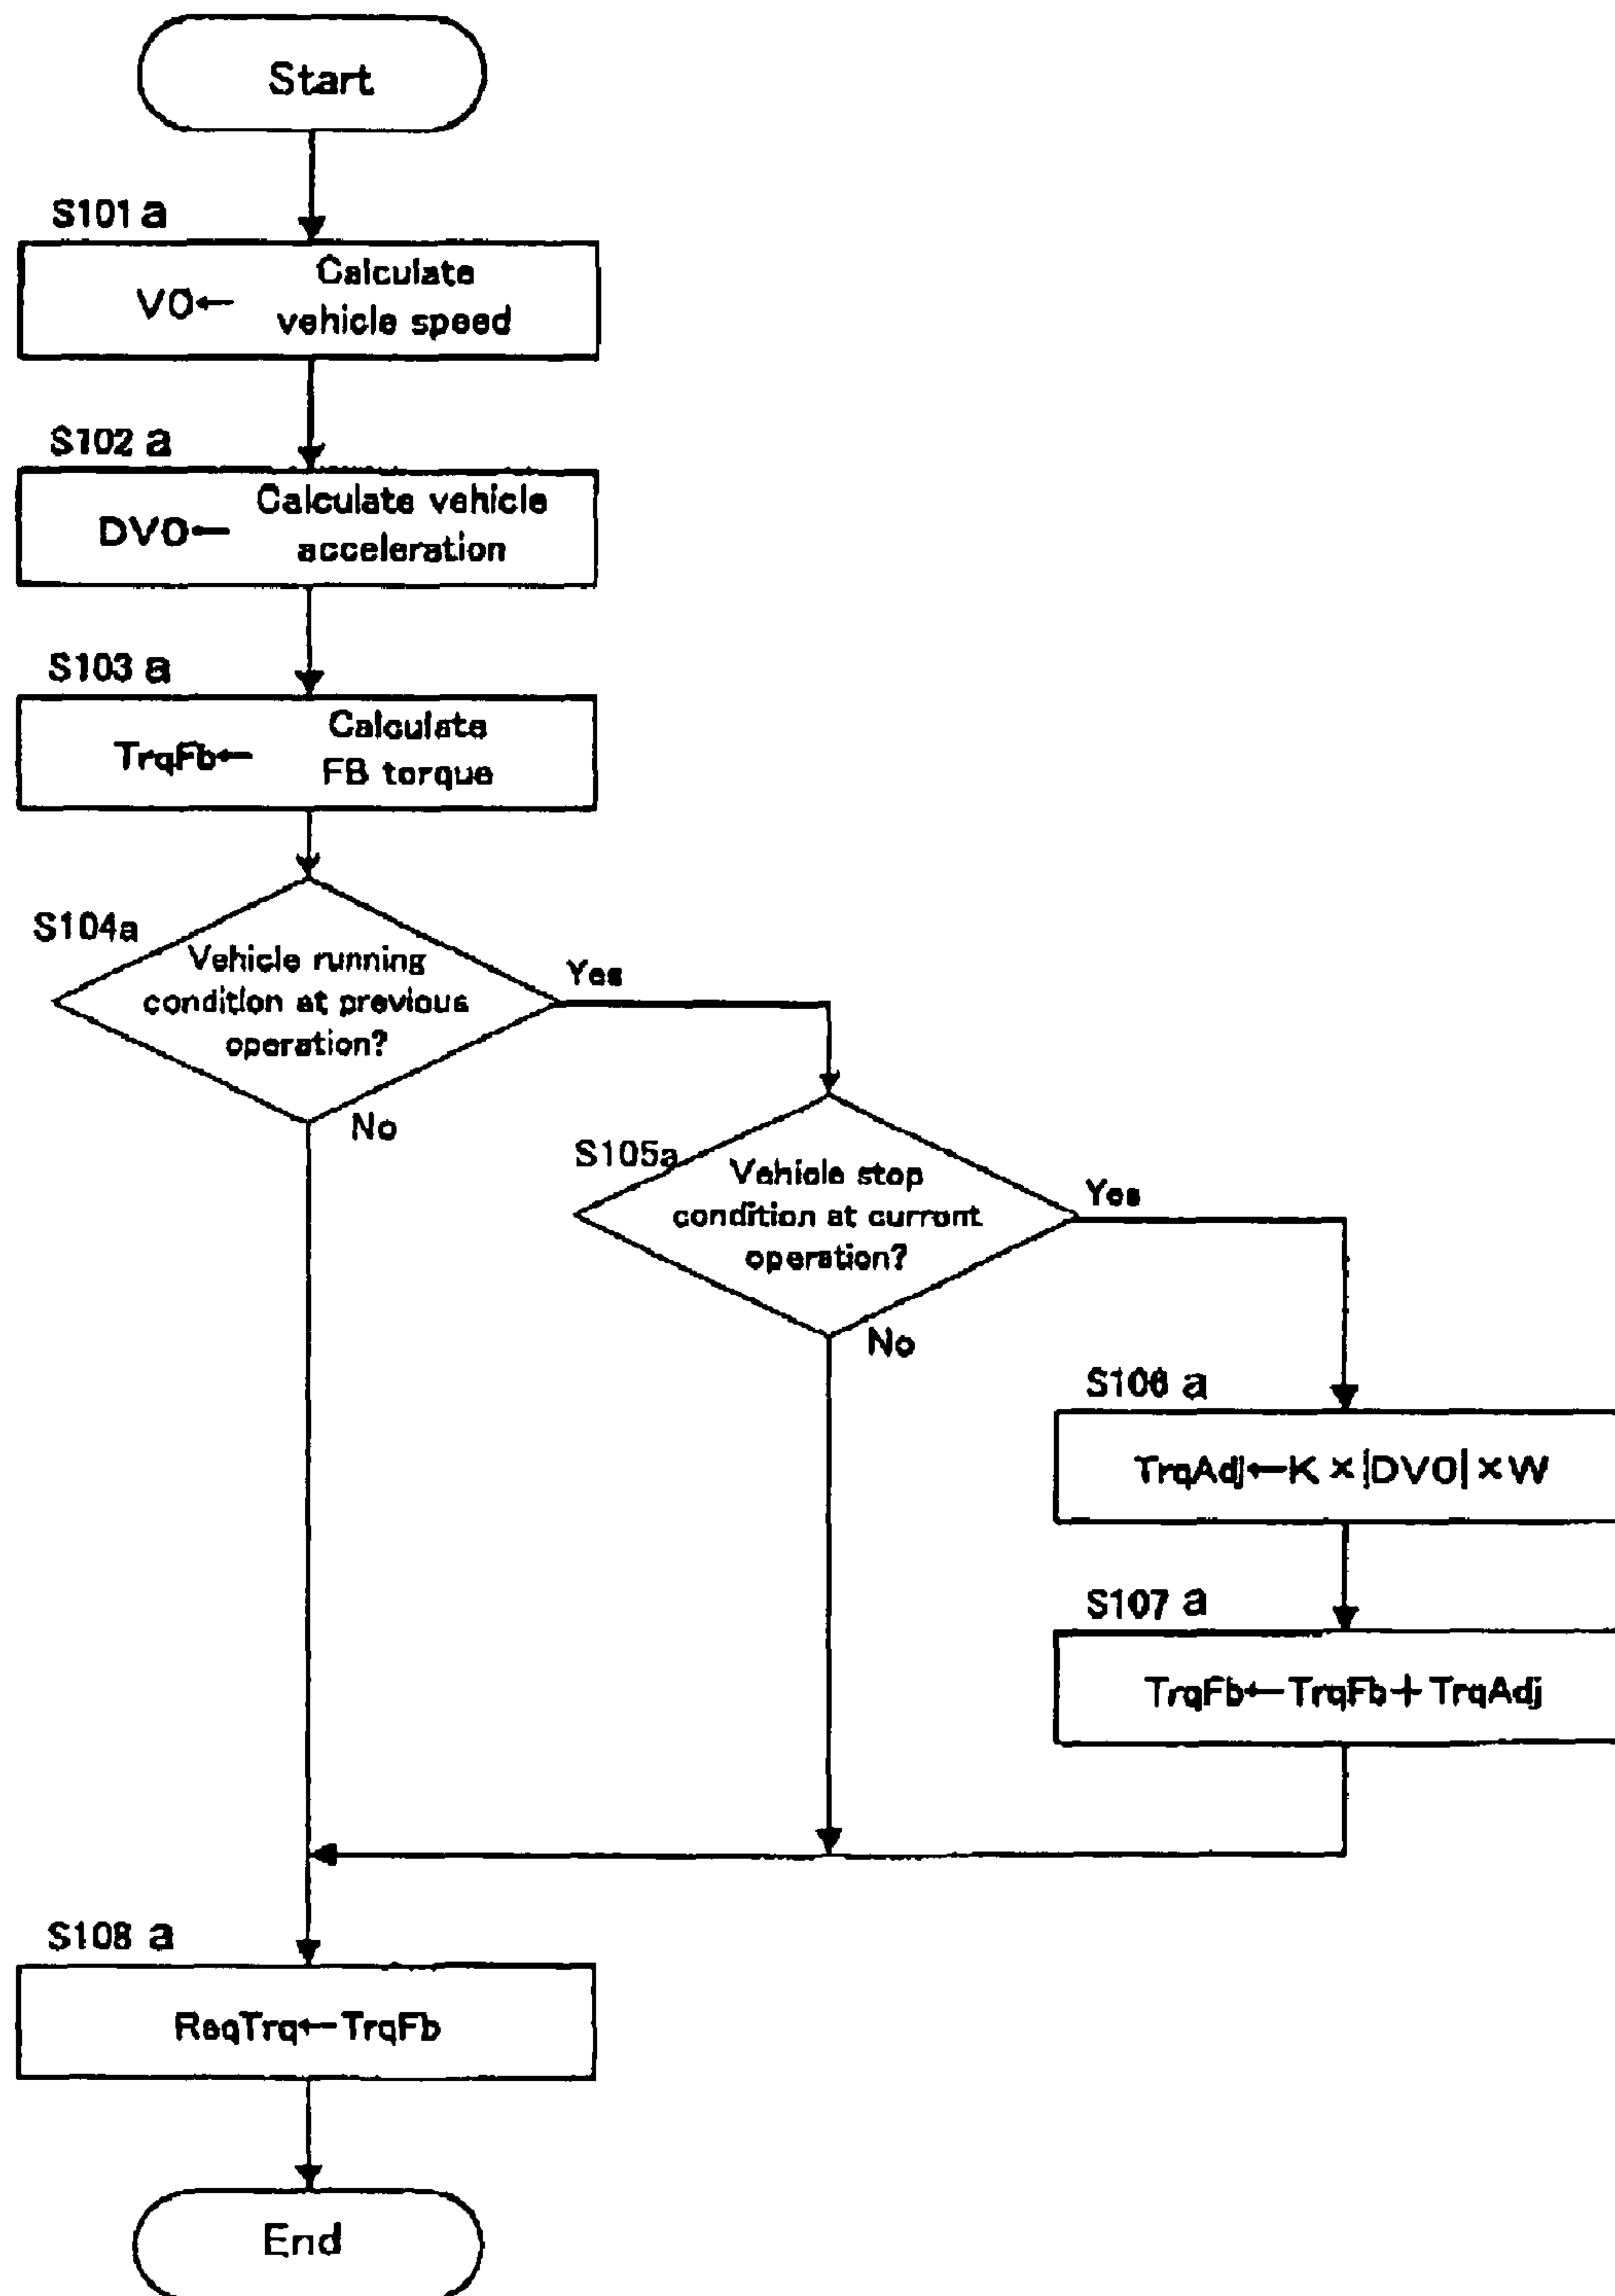 Start
S101 a
V0← Calculate
vehicle speed
S102 a
DV0← Calculate vehicle
acceleration
S103 a
TrqFb← Calculate
FB torque
S104a
Vehicle running
condition at previous
operation?
Yes
No
S105a
Vehicle stop
condition at current
operation?
Yes
No
S106 a
TrqAdj←K×|DV0|×W
S107 a
TrqFb←TrqFb+TrqAdj
S108 a
ReqTrq←TrqFb
End